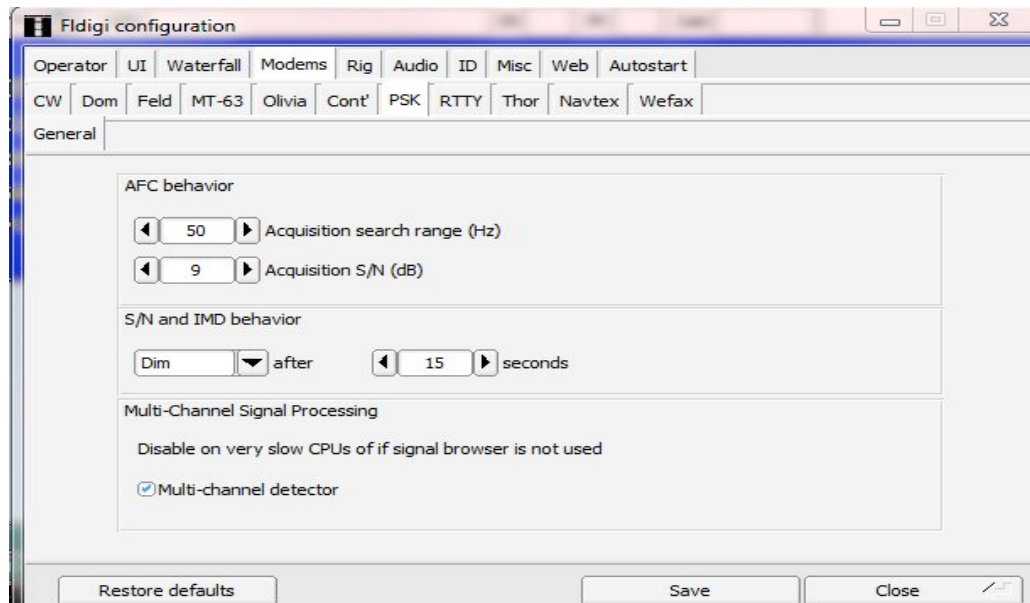 Fldigi configuration
Operator UI Waterfall Modems Rig Audio ID Misc Web Autostart
CW Dom Feld MT-63 Olivia Cont' PSK RTTY Thor Navtex Wefax
General
AFC behavior
50 Acquisition search range (Hz)
9 Acquisition S/N (dB)
S/N and IMD behavior
Dim after 15 seconds
Multi-Channel Signal Processing
Disable on very slow CPUs of if signal browser is not used
Multi-channel detector
Restore defaults Save Close